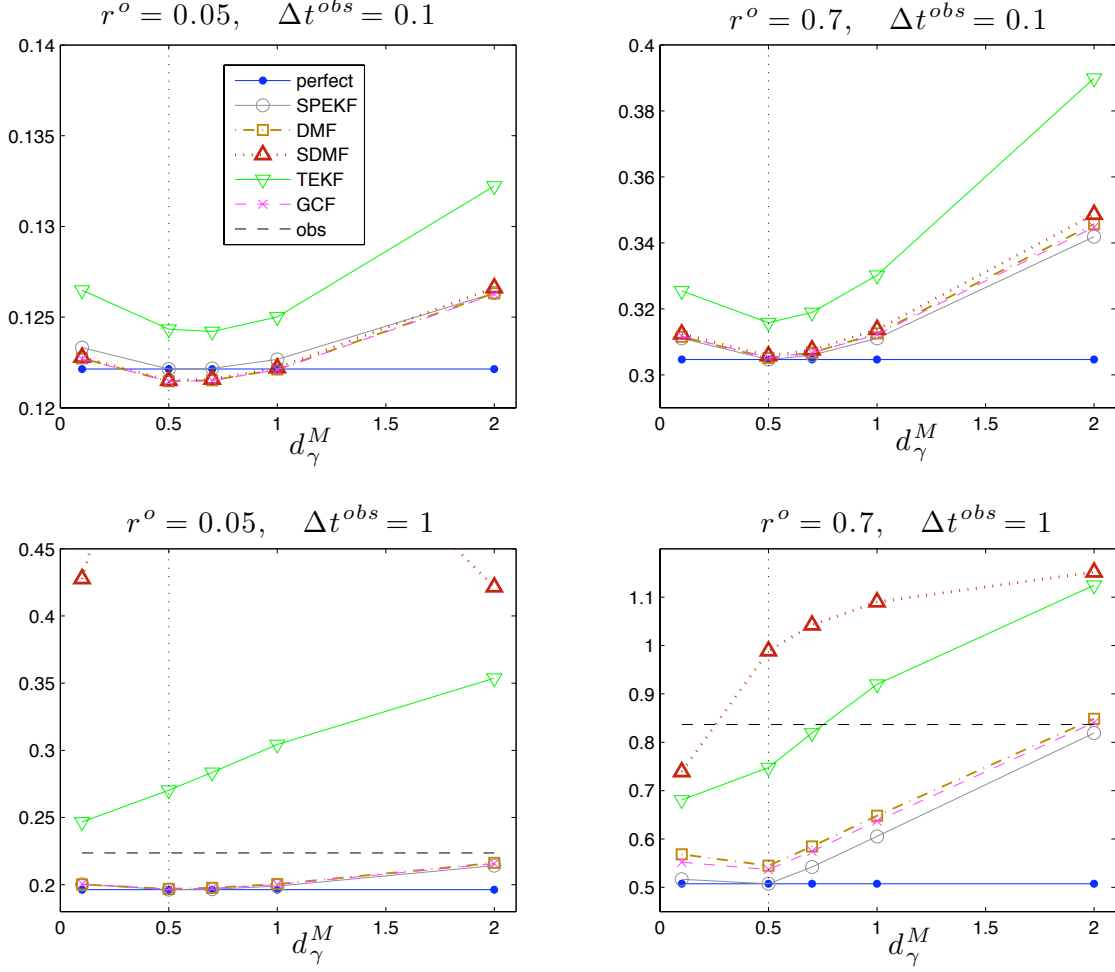 r^o = 0.05, Δt^{obs} = 0.1
0.14
0.135
0.13
0.125
0.12
0 0.5 1 1.5 2
d_γ^M
perfect
SPEKF
DMF
SDMF
TEKF
GCF
obs
r^o = 0.7, Δt^{obs} = 0.1
0.4
0.38
0.36
0.34
0.32
0.3
0 0.5 1 1.5 2
d_γ^M
r^o = 0.05, Δt^{obs} = 1
0.45
0.4
0.35
0.3
0.25
0.2
0 0.5 1 1.5 2
d_γ^M
r^o = 0.7, Δt^{obs} = 1
1.1
1
0.9
0.8
0.7
0.6
0.5
0 0.5 1 1.5 2
d_γ^M